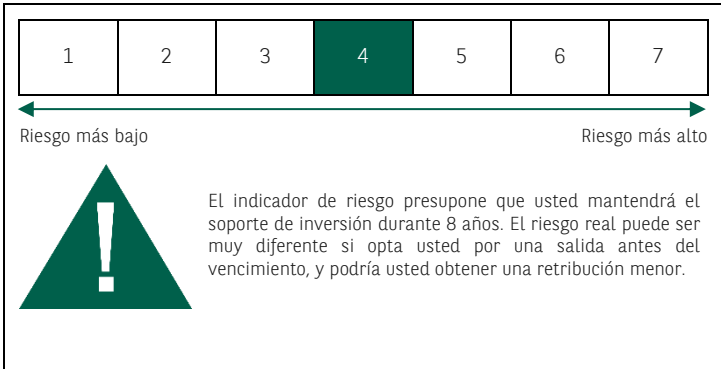 1 2 3 4 5 6 7
Riesgo más bajo Riesgo más alto
!
El indicador de riesgo presupone que usted mantendrá el
soporte de inversión durante 8 años. El riesgo real puede ser
muy diferente si opta usted por una salida antes del
vencimiento, y podría usted obtener una retribución menor.